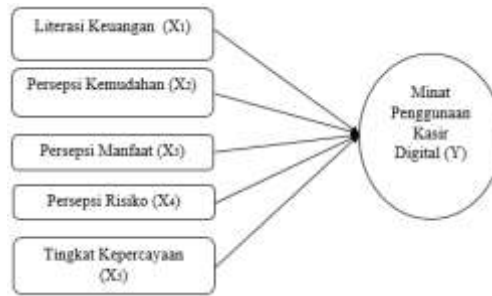 Literasi Keuangan (X1)
Persepsi Kemudahan (X2)
Persepsi Manfaat (X3)
Persepsi Risiko (X4)
Tingkat Kepercayaan
(X5)
Minat
Penggunaan
Kasir
Digital (Y)